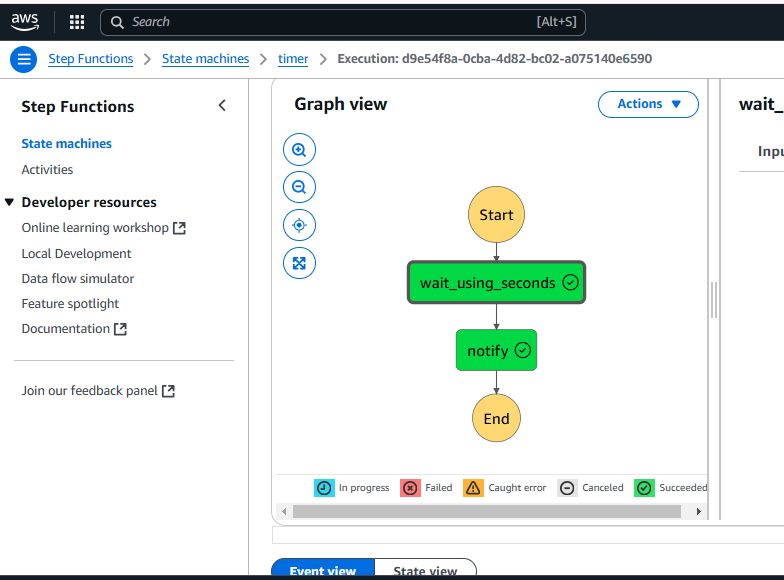 aws
Search [Alt+S]
Step Functions > State machines > timer > Execution: d9e54f8a-0cba-4d82-bc02-a075140e6590
Step Functions
State machines
Activities
Developer resources
Online learning workshop
Local Development
Data flow simulator
Feature spotlight
Documentation
Join our feedback panel
Graph view
Actions
Start
wait_using_seconds
notify
End
In progress Failed Caught error Canceled Succeeded
wait_
Inpu
Event view State view